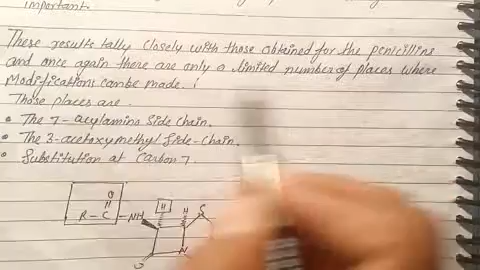 important.
These results tally closely with those obtained for the penicilline
and once again there are only a limited number of places where
Modifications can be made.
Those places are.
• The 7-acylamino Side Chain.
• The 3-acetoxymethyl Side-chain.
• Substitution at Carbon 7
O
H H S
R-C-NH
N
O